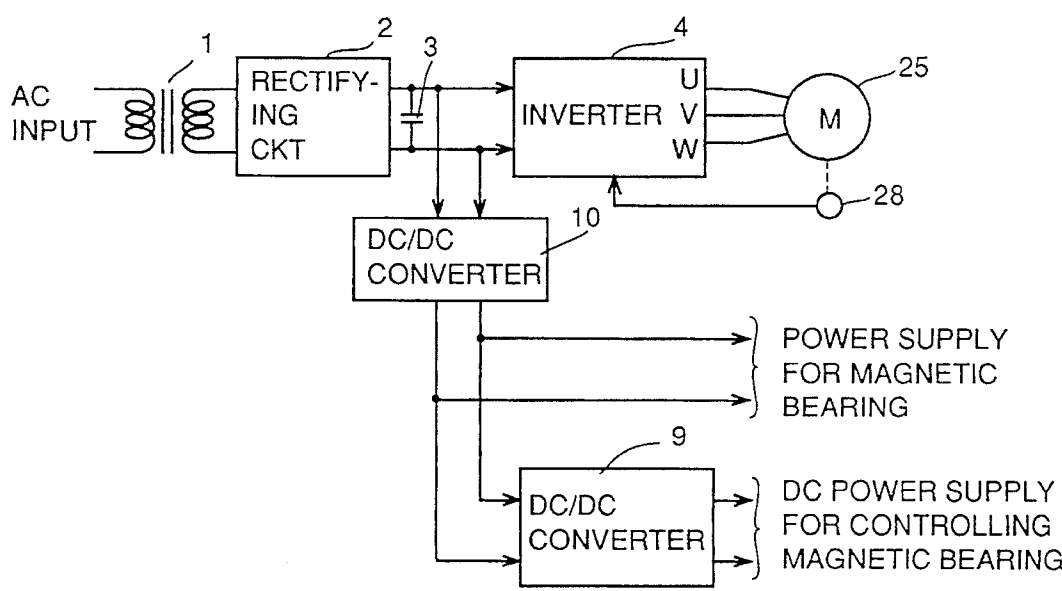 1
2
3
4
25
AC
INPUT
RECTIFY-
ING
CKT
INVERTER
U
V
W
M
28
10
DC/DC
CONVERTER
POWER SUPPLY
FOR MAGNETIC
BEARING
9
DC/DC
CONVERTER
DC POWER SUPPLY
FOR CONTROLLING
MAGNETIC BEARING